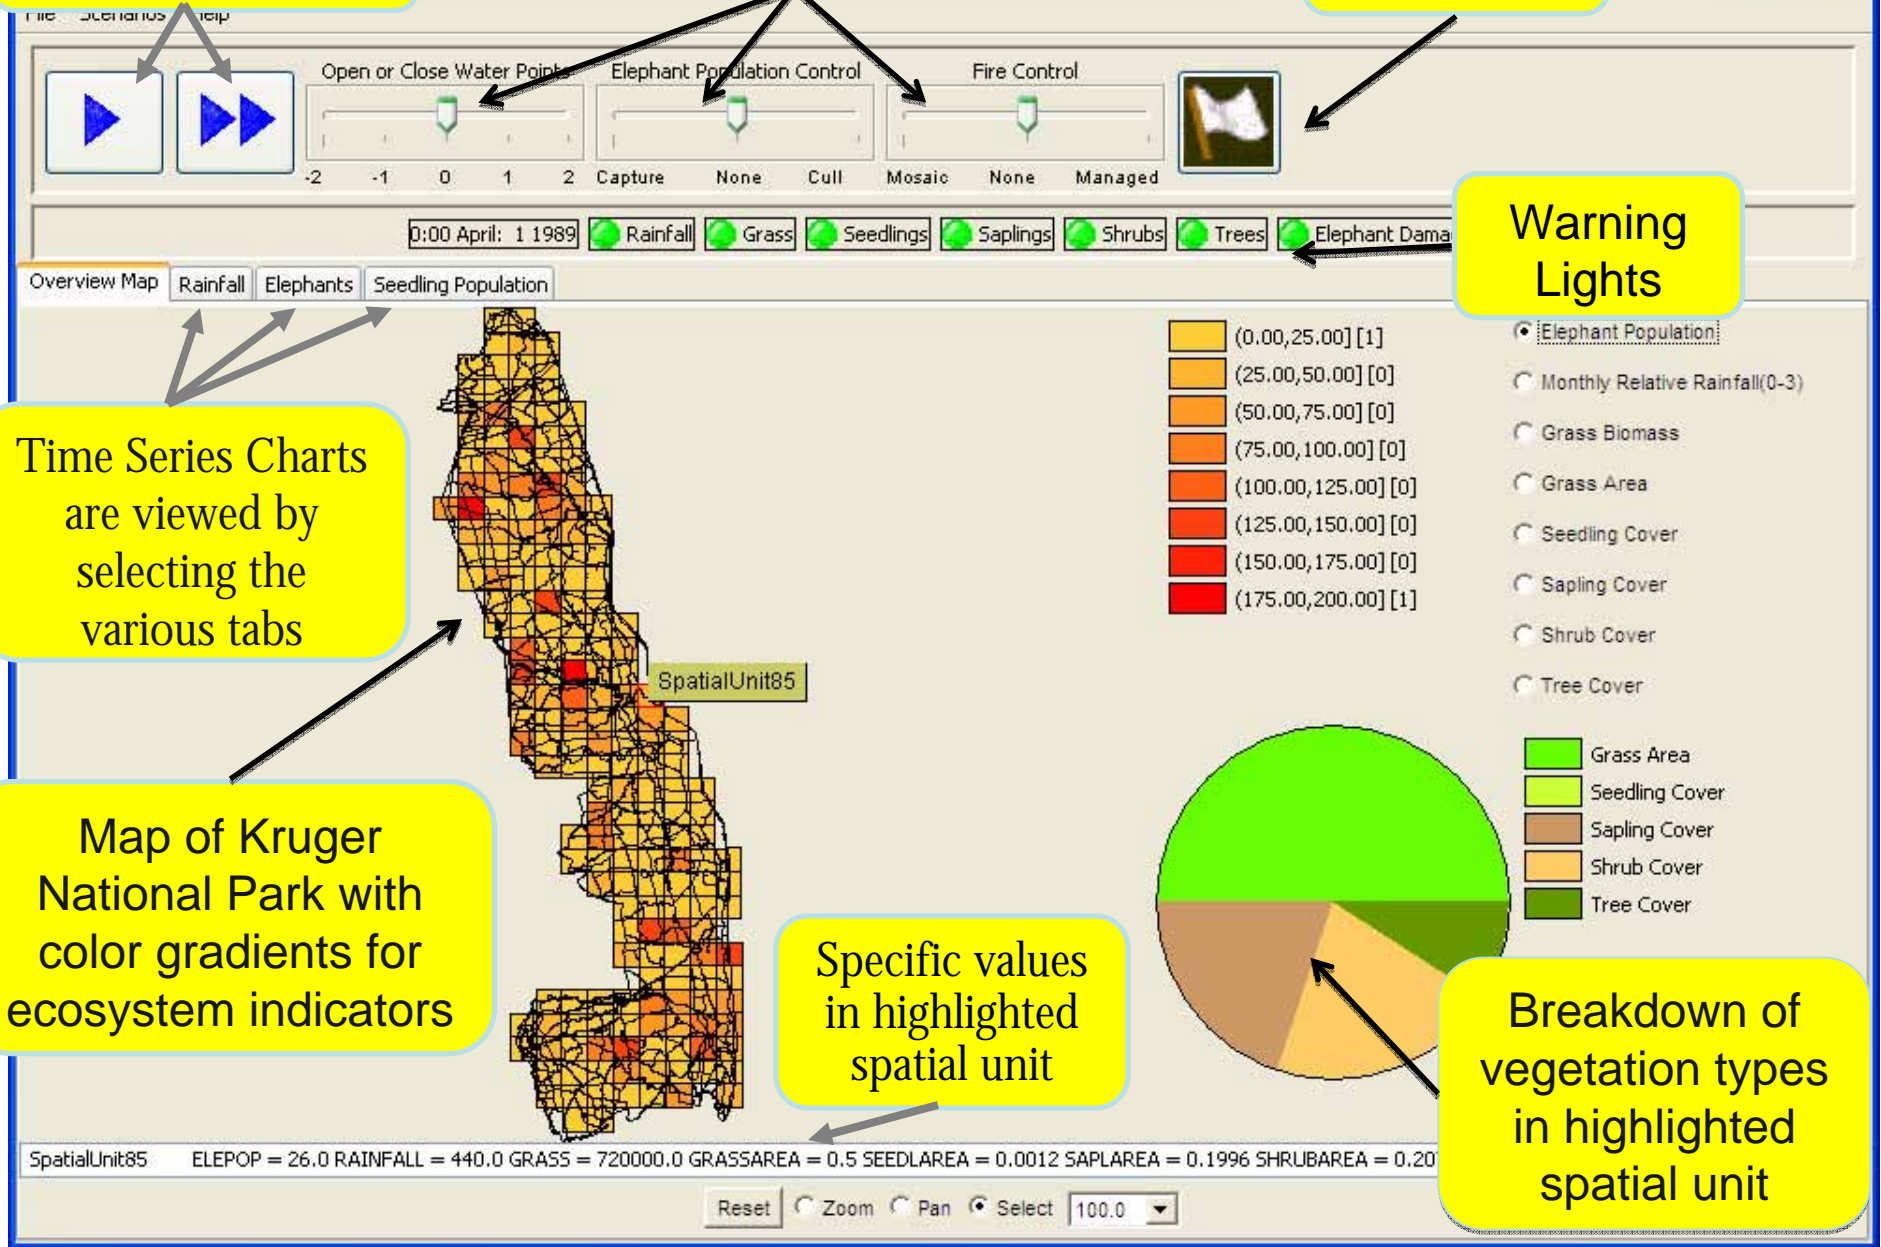 File Scenarios Help
Open or Close Water Points
Elephant Population Control
Fire Control
-2 -1 0 1 2
Capture None Cull
Mosaic None Managed
0:00 April: 1 1989
Rainfall
Grass
Seedlings
Saplings
Shrubs
Trees
Elephant Dama
Warning
Lights
Overview Map
Rainfall
Elephants
Seedling Population
(0.00,25.00] [1]
(25.00,50.00] [0]
(50.00,75.00] [0]
(75.00,100.00] [0]
(100.00,125.00] [0]
(125.00,150.00] [0]
(150.00,175.00] [0]
(175.00,200.00] [1]
Elephant Population
Monthly Relative Rainfall(0-3)
Grass Biomass
Grass Area
Seedling Cover
Sapling Cover
Shrub Cover
Tree Cover
Time Series Charts
are viewed by
selecting the
various tabs
SpatialUnit85
Grass Area
Seedling Cover
Sapling Cover
Shrub Cover
Tree Cover
Map of Kruger
National Park with
color gradients for
ecosystem indicators
Specific values
in highlighted
spatial unit
Breakdown of
vegetation types
in highlighted
spatial unit
SpatialUnit85 ELEPOP = 26.0 RAINFALL = 440.0 GRASS = 720000.0 GRASSAREA = 0.5 SEEDLAREA = 0.0012 SAPLAREA = 0.1996 SHRUBAREA = 0.20
Reset Zoom Pan Select 100.0